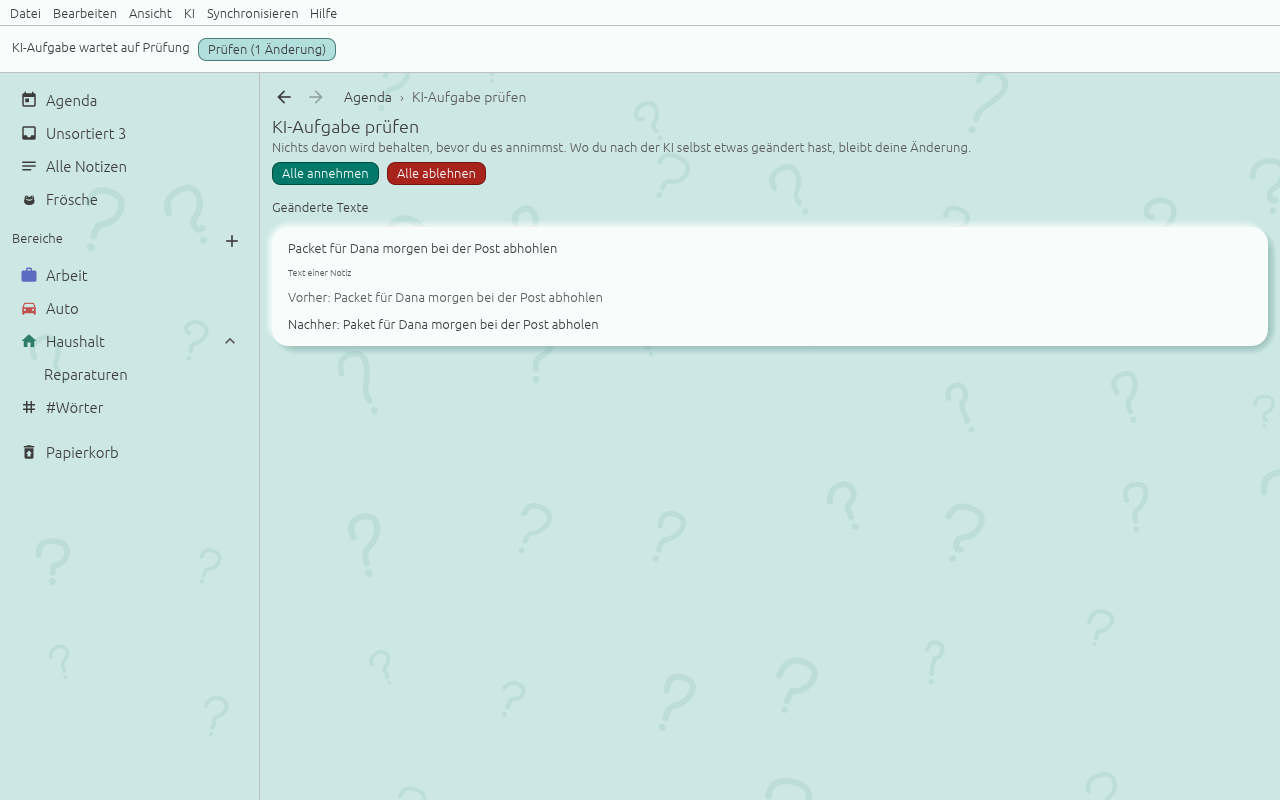 Datei Bearbeiten Ansicht KI Synchronisieren Hilfe
KI-Aufgabe wartet auf Prüfung Prüfen (1 Änderung)
Agenda
Unsortiert 3
Alle Notizen
Frösche
Bereiche
Arbeit
Auto
Haushalt
Reparaturen
#Wörter
Papierkorb
Agenda › KI-Aufgabe prüfen
KI-Aufgabe prüfen
Nichts davon wird behalten, bevor du es annimmst. Wo du nach der KI selbst etwas geändert hast, bleibt deine Änderung.
Alle annehmen Alle ablehnen
Geänderte Texte
Packet für Dana morgen bei der Post abhohlen
Text einer Notiz
Vorher: Packet für Dana morgen bei der Post abhohlen
Nachher: Paket für Dana morgen bei der Post abholen